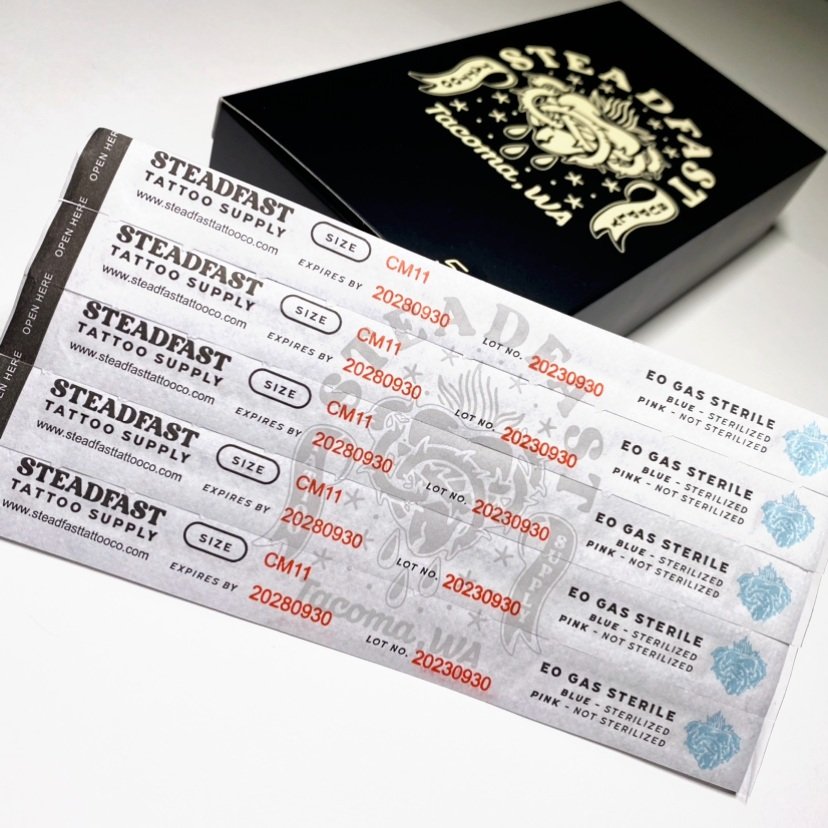 STEADFAST
TATTOO
SUPPLY
Tacoma, WA
OPEN HERE
STEADFAST
TATTOO SUPPLY
www.steadfasttattooco.com
SIZE CM11
EXPIRES BY 20280930
LOT NO. 20230930
EO GAS STERILE
BLUE - STERILIZED
PINK - NOT STERILIZED
OPEN HERE
STEADFAST
TATTOO SUPPLY
www.steadfasttattooco.com
SIZE CM11
EXPIRES BY 20280930
LOT NO. 20230930
EO GAS STERILE
BLUE - STERILIZED
PINK - NOT STERILIZED
OPEN HERE
STEADFAST
TATTOO SUPPLY
www.steadfasttattooco.com
SIZE CM11
EXPIRES BY 20280930
LOT NO. 20230930
EO GAS STERILE
BLUE - STERILIZED
PINK - NOT STERILIZED
HERE
STEADFAST
TATTOO SUPPLY
www.steadfasttattooco.com
SIZE CM11
EXPIRES BY 20280930
LOT NO. 20230930
EO GAS STERILE
BLUE - STERILIZED
PINK - NOT STERILIZED
STEADFAST
TATTOO SUPPLY
www.steadfasttattooco.com
SIZE CM11
EXPIRES BY 20280930
LOT NO. 20230930
EO GAS STERILE
BLUE - STERILIZED
PINK - NOT STERILIZED
STEADFAST
SUPPLY
Tacoma, WA